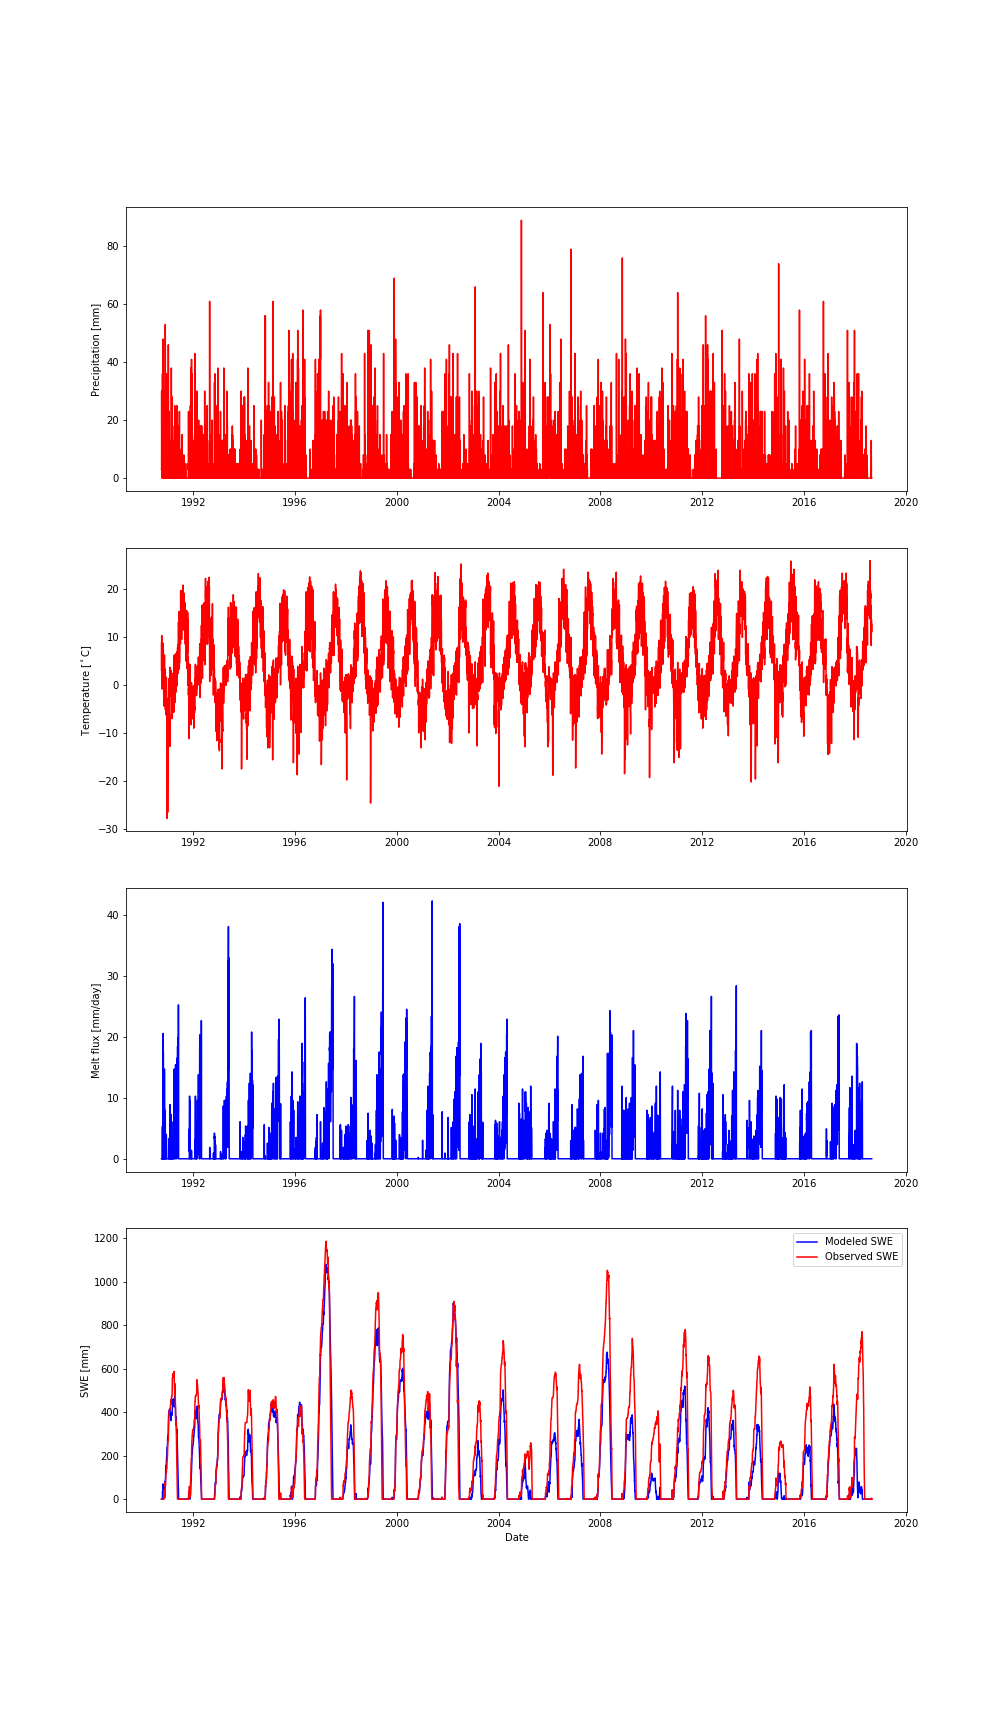 Precipitation [mm]
80
60
40
20
0
1992 1996 2000 2004 2008 2012 2016 2020
Temperature [°C]
20
10
0
−10
−20
−30
1992 1996 2000 2004 2008 2012 2016 2020
Melt flux [mm/day]
40
30
20
10
0
1992 1996 2000 2004 2008 2012 2016 2020
SWE [mm]
1200
1000
800
600
400
200
0
Modeled SWE
Observed SWE
1992 1996 2000 2004 2008 2012 2016 2020
Date